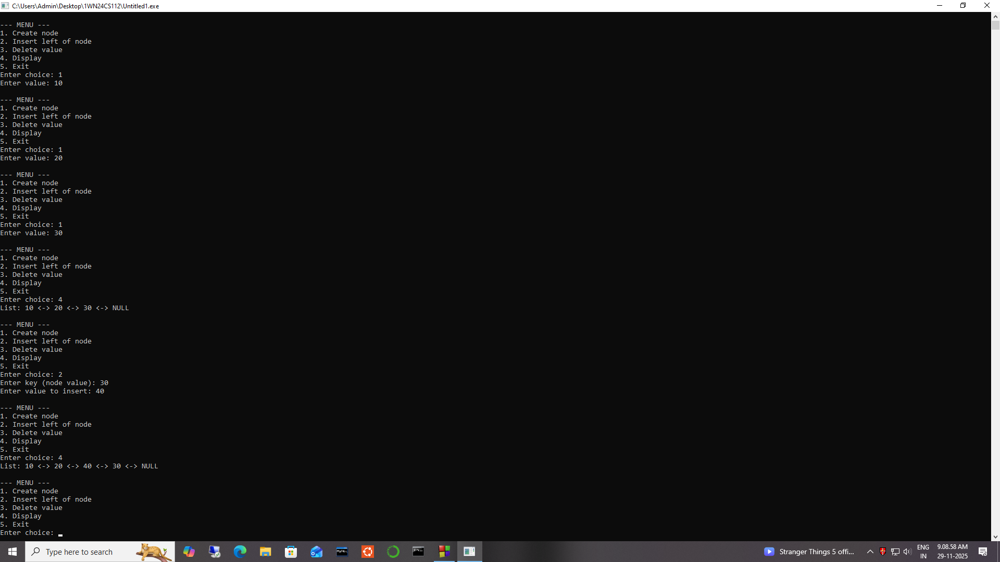 C:\Users\Admin\Desktop\1WN24CS112\Untitled1.exe
--- MENU ---
1. Create node
2. Insert left of node
3. Delete value
4. Display
5. Exit
Enter choice: 1
Enter value: 10
--- MENU ---
1. Create node
2. Insert left of node
3. Delete value
4. Display
5. Exit
Enter choice: 1
Enter value: 20
--- MENU ---
1. Create node
2. Insert left of node
3. Delete value
4. Display
5. Exit
Enter choice: 1
Enter value: 30
--- MENU ---
1. Create node
2. Insert left of node
3. Delete value
4. Display
5. Exit
Enter choice: 4
List: 10 <-> 20 <-> 30 <-> NULL
--- MENU ---
1. Create node
2. Insert left of node
3. Delete value
4. Display
5. Exit
Enter choice: 2
Enter key (node value): 30
Enter value to insert: 40
--- MENU ---
1. Create node
2. Insert left of node
3. Delete value
4. Display
5. Exit
Enter choice: 4
List: 10 <-> 20 <-> 40 <-> 30 <-> NULL
--- MENU ---
1. Create node
2. Insert left of node
3. Delete value
4. Display
5. Exit
Enter choice:
Type here to search
Stranger Things 5 offi...
ENG
IN
9.08.58 AM
29-11-2025